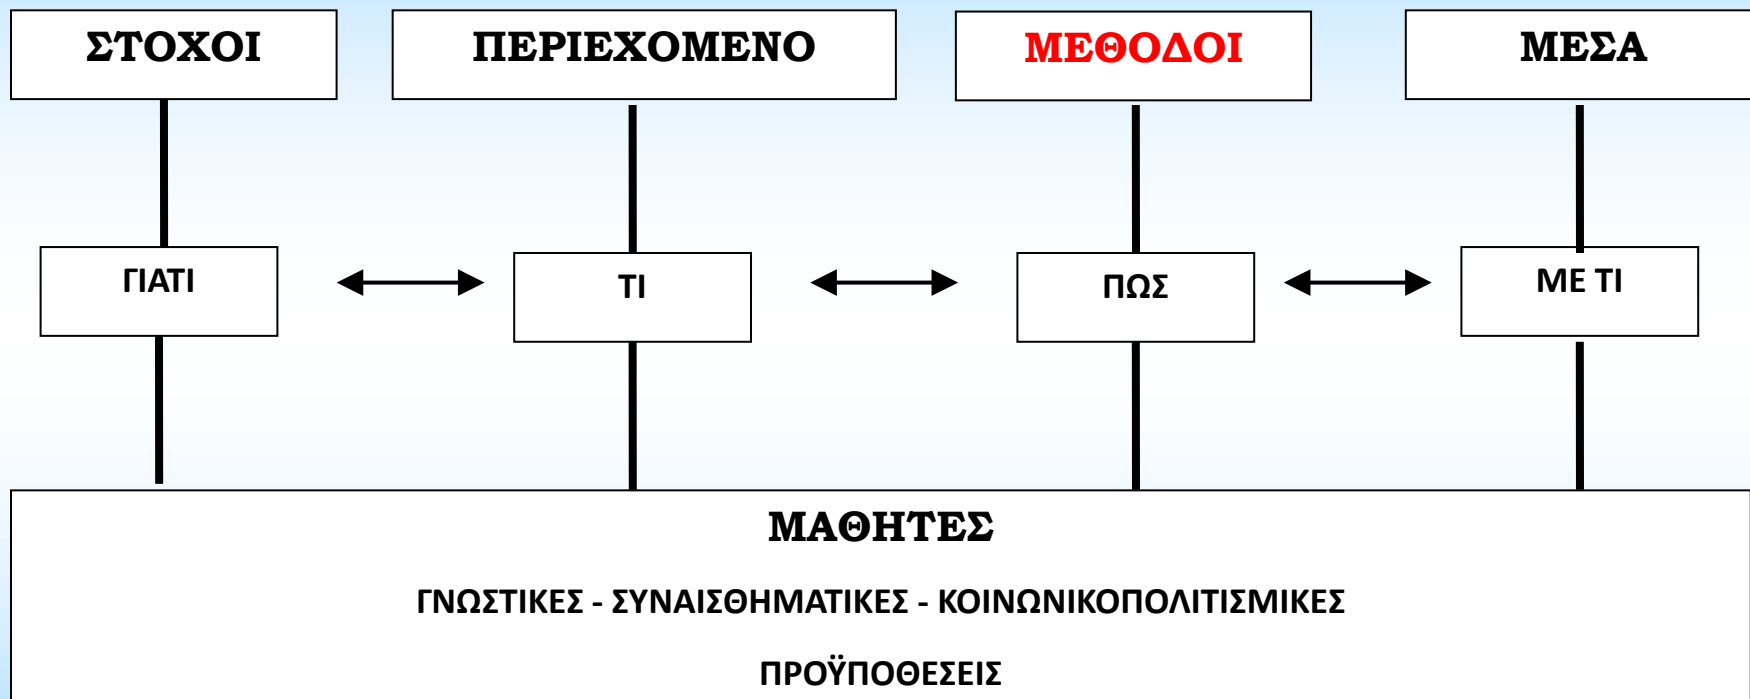 ΣΤΟΧΟΙ
ΠΕΡΙΕΧΟΜΕΝΟ
ΜΕΘΟΔΟΙ
ΜΕΣΑ
ΓΙΑΤΙ
ΤΙ
ΠΩΣ
ΜΕ ΤΙ
ΜΑΘΗΤΕΣ
ΓΝΩΣΤΙΚΕΣ - ΣΥΝΑΙΣΘΗΜΑΤΙΚΕΣ - ΚΟΙΝΩΝΙΚΟΠΟΛΙΤΙΣΜΙΚΕΣ
ΠΡΟΫΠΟΘΕΣΕΙΣ